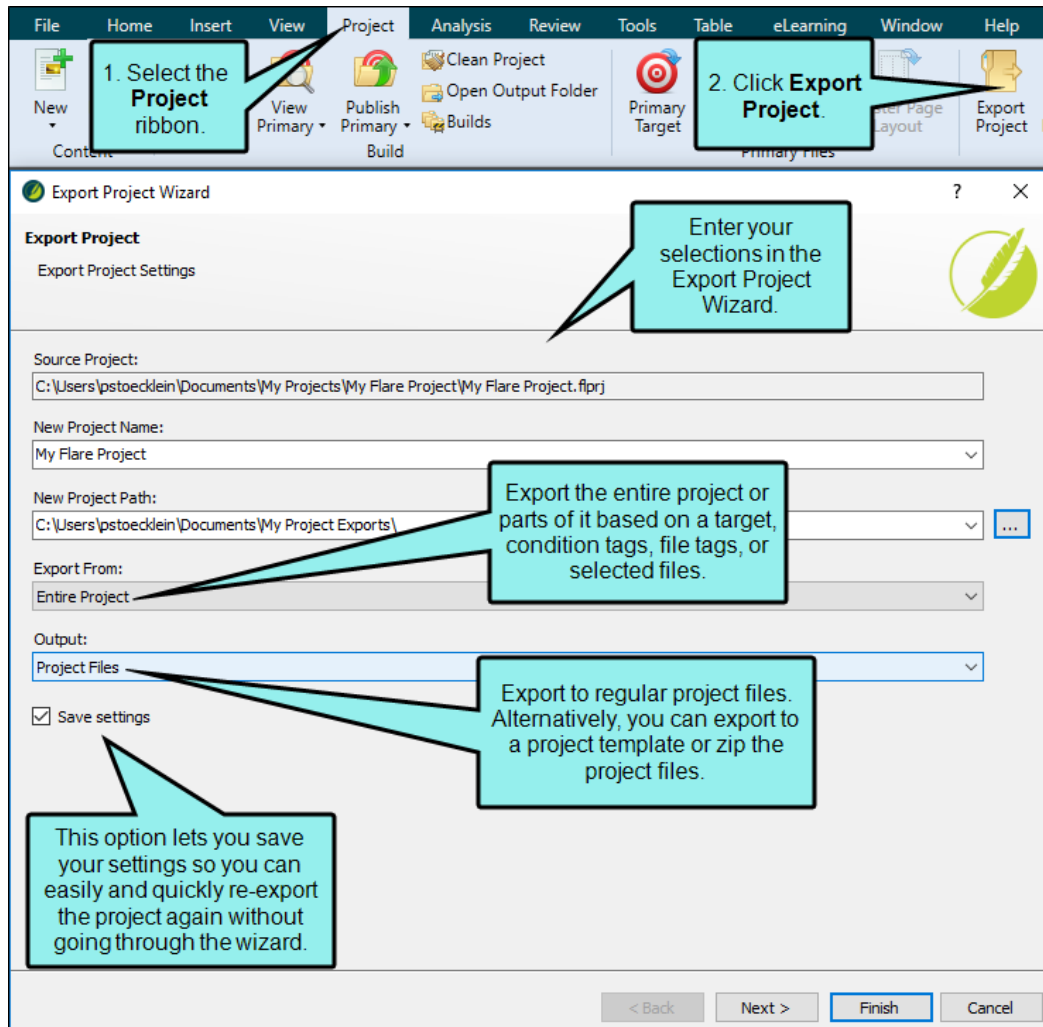 File Home Insert View Project Analysis Review Tools Table eLearning Window Help
1. Select the
Project
ribbon.
2. Click Export
Project.
New
View
Primary
Publish
Primary
Clean Project
Open Output Folder
Builds
Primary
Target
Page
Layout
Export
Project
Build
Primary Files
Export Project Wizard
?
Export Project
Export Project Settings
Enter your
selections in the
Export Project
Wizard.
Source Project:
C:\Users\pstoecklein\Documents\My Projects\My Flare Project\My Flare Project.flprj
New Project Name:
My Flare Project
New Project Path:
C:\Users\pstoecklein\Documents\My Project Exports\
...
Export the entire project or
parts of it based on a target,
condition tags, file tags, or
selected files.
Export From:
Entire Project
Output:
Project Files
Export to regular project files.
Alternatively, you can export to
a project template or zip the
project files.
Save settings
This option lets you save
your settings so you can
easily and quickly re-export
the project again without
going through the wizard.
< Back Next > Finish Cancel